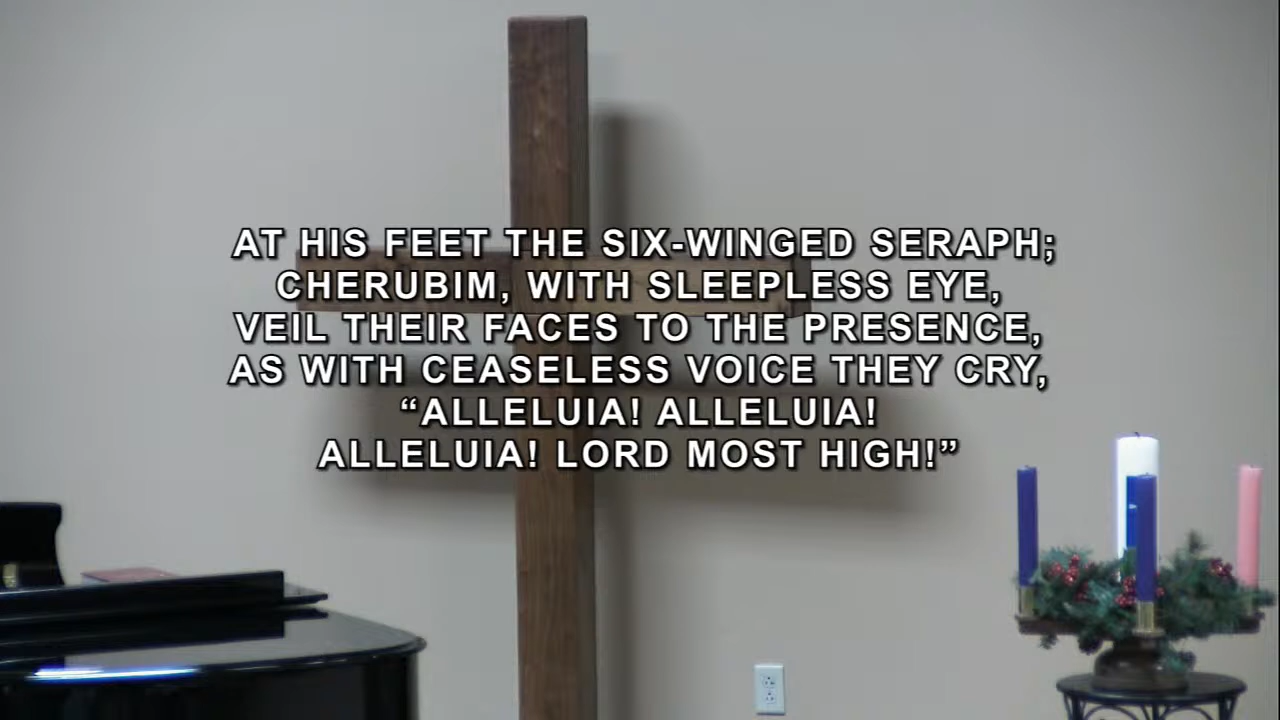 AT HIS FEET THE SIX-WINGED SERAPH;
CHERUBIM, WITH SLEEPLESS EYE,
VEIL THEIR FACES TO THE PRESENCE,
AS WITH CEASELESS VOICE THEY CRY,
“ALLELUIA! ALLELUIA!
ALLELUIA! LORD MOST HIGH!”